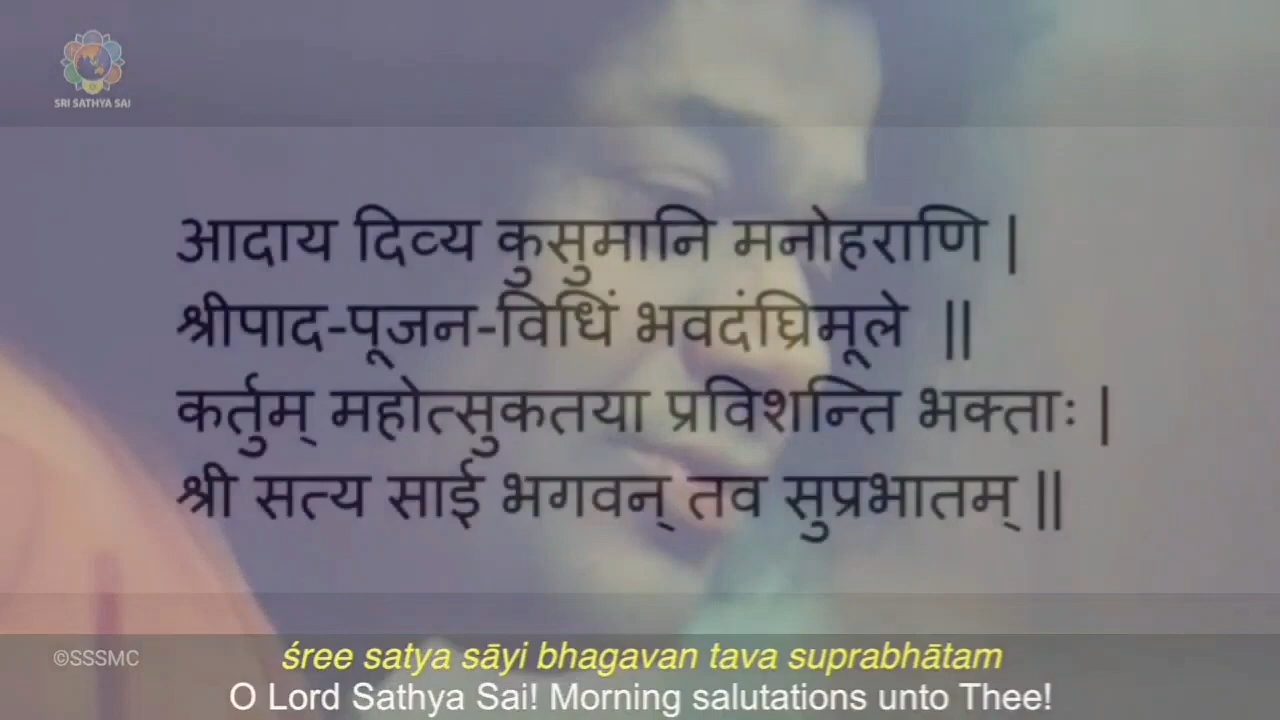 SRI SATHYA SAI
आदाय दिव्य कुसुमानि मनोहराणि |
श्रीपाद-पूजन-विधिं भवदंघ्रिमूले ||
कर्तुम् महोत्सुकतया प्रविशन्ति भक्ताः |
श्री सत्य साई भगवन् तव सुप्रभातम् ||
©SSSMC
śree satya sāyi bhagavan tava suprabhātam
O Lord Sathya Sai! Morning salutations unto Thee!